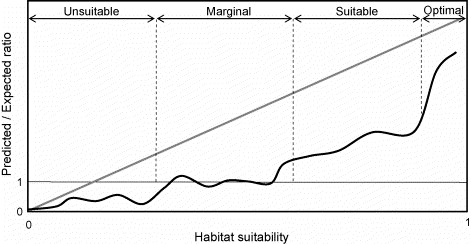 Unsuitable Marginal Suitable Optimal
Predicted / Expected ratio
1
0
0 1
Habitat suitability